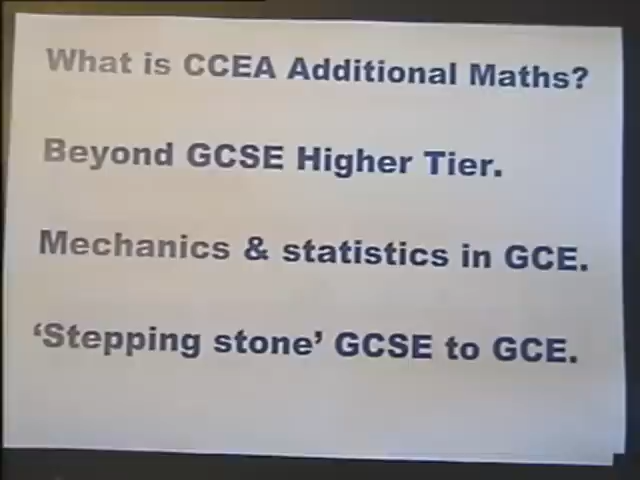 What is CCEA Additional Maths?
Beyond GCSE Higher Tier.
Mechanics & statistics in GCE.
‘Stepping stone’ GCSE to GCE.